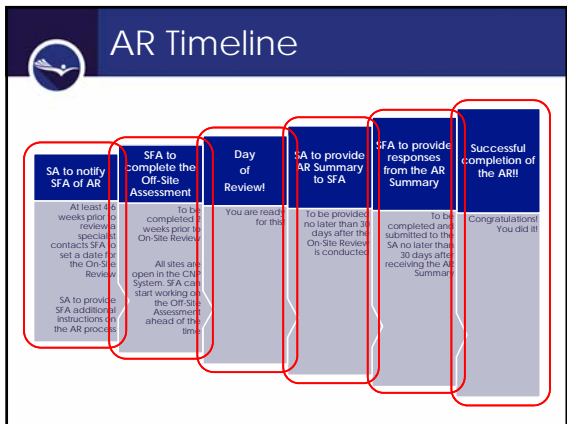 AR Timeline
SA to notify
SFA of AR
At least 4-6
weeks prior to
review a
specialist
contacts SFA to
set a date for
the On-Site
Review
SA to provide
SFA additional
instructions on
the AR process
SFA to
complete the
Off-Site
Assessment
To be
completed 2
weeks prior to
On-Site Review
All sites are
open in the CNP
System. SFA can
start working on
the Off-Site
Assessment
ahead of the
time
Day
of
Review!
You are ready
for this!
SA to provide
AR Summary
to SFA
To be provided
no later than 30
days after the
On-Site Review
is conducted
SFA to provide
responses
from the AR
Summary
To be
completed and
submitted to the
SA no later than
30 days after
receiving the AR
Summary
Successful
completion of
the AR!!
Congratulations!
You did it!